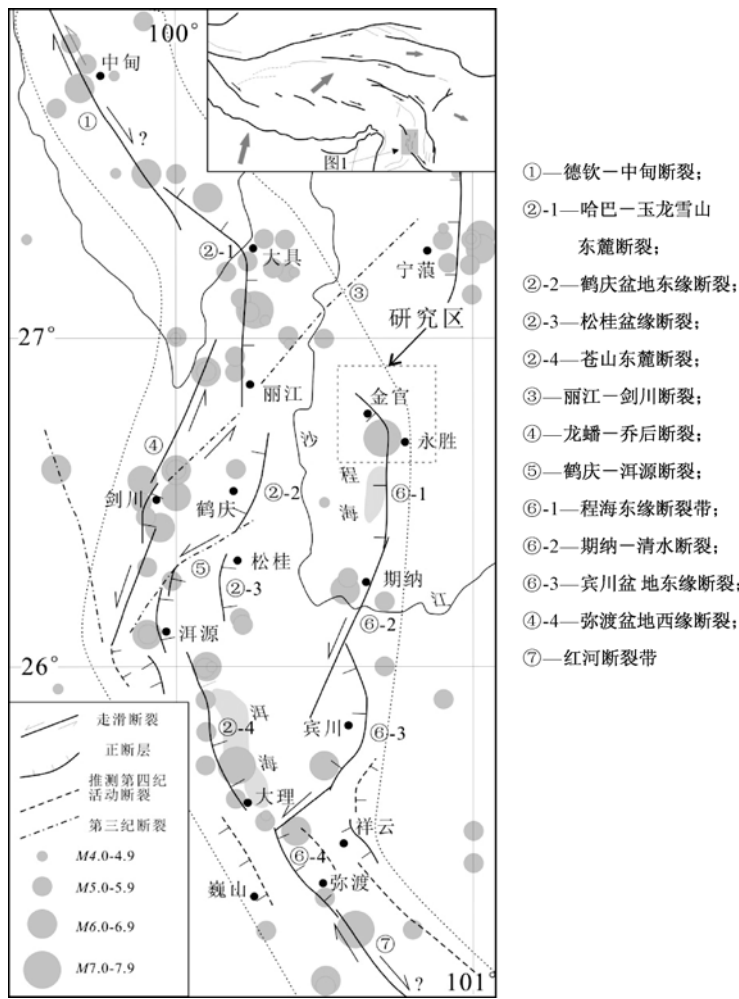 100°
中甸
①
?
图1
②-1
大具
宁蒗
③
研究区
27°
丽江
金官
永胜
④
沙
程
海
⑥-1
剑川
鹤庆
②-2
⑤
松桂
②-3
期纳
江
⑥-2
洱源
26°
洱
②-4
海
宾川
⑥-3
大理
祥云
⑥-4
弥渡
巍山
⑦
?
101°
走滑断裂
正断层
推测第四纪
活动断裂
第三纪断裂
M4.0-4.9
M5.0-5.9
M6.0-6.9
M7.0-7.9
①—德钦－中甸断裂；
②-1—哈巴－玉龙雪山
东麓断裂；
②-2—鹤庆盆地东缘断裂；
②-3—松桂盆缘断裂；
②-4—苍山东麓断裂；
③—丽江－剑川断裂；
④—龙蟠－乔后断裂；
⑤—鹤庆－洱源断裂；
⑥-1—程海东缘断裂带；
⑥-2—期纳－清水断裂；
⑥-3—宾川盆 地东缘断裂；
④-4—弥渡盆地西缘断裂；
⑦—红河断裂带